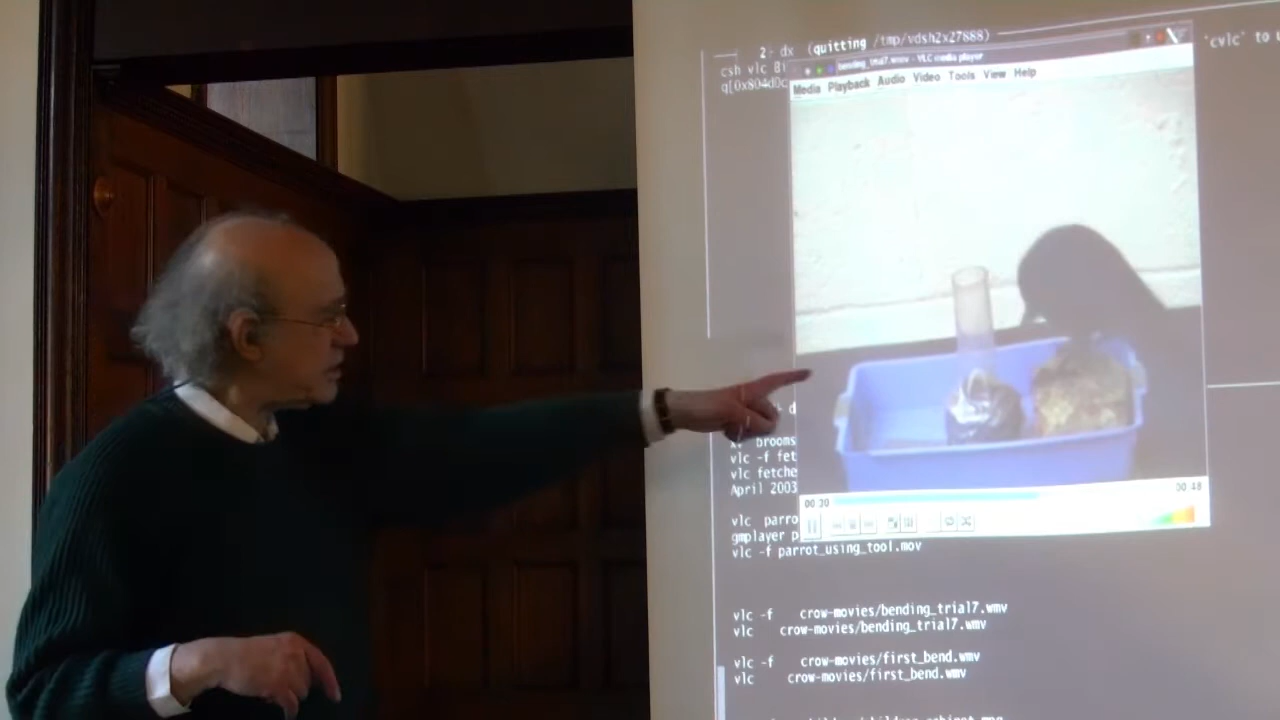 2- dx (quitting /tmp/vdsh2x27888)
'cvlc' to u
csh vlc
bending_trial7.wmv - VLC media player
Media Playback Audio Video Tools View Help
d
brooms
vlc -f fet
vlc fetche
April 2003
00:20
00:48
vlc parro
gmplayer p
vlc -f parrot_using_tool.mov
vlc -f crow-movies/bending_trial7.wmv
vlc crow-movies/bending_trial7.wmv
vlc -f crow-movies/first_bend.wmv
vlc crow-movies/first_bend.wmv